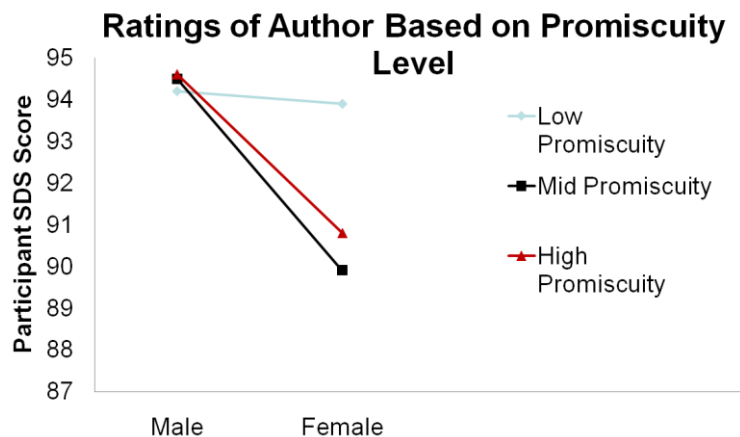 Ratings of Author Based on Promiscuity
Level
Participant SDS Score
95
94
93
92
91
90
89
88
87
Male
Female
Low
Promiscuity
Mid Promiscuity
High
Promiscuity